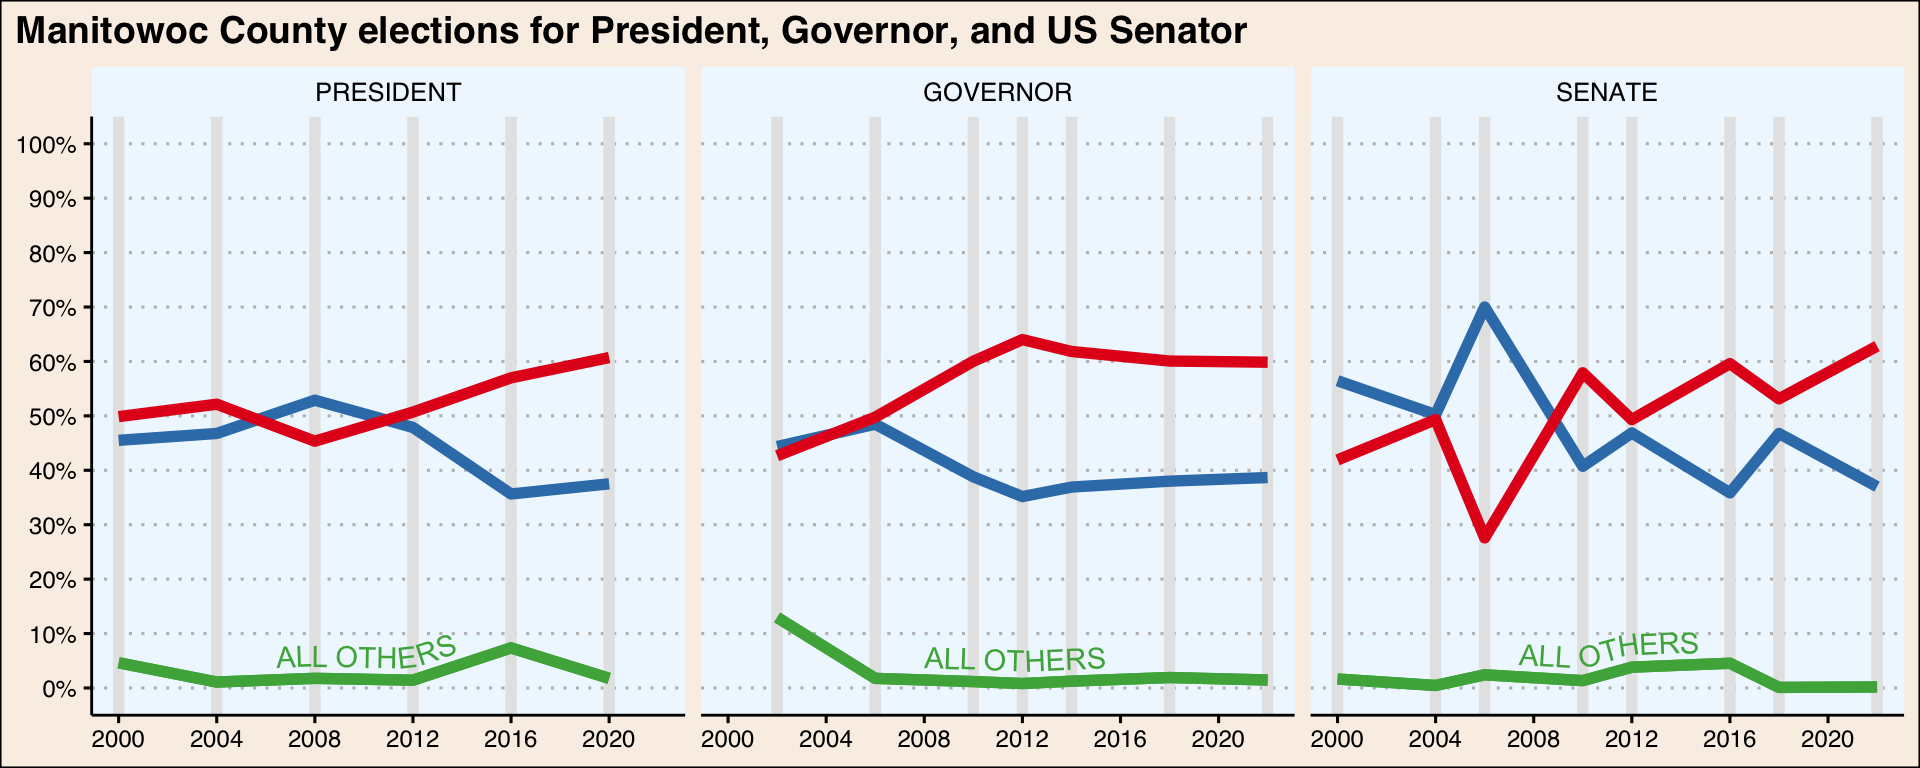 Manitowoc County elections for President, Governor, and US Senator
PRESIDENT
GOVERNOR
SENATE
100%
90%
80%
70%
60%
50%
40%
30%
20%
10%
0%
ALL OTHERS
ALL OTHERS
ALL OTHERS
2000 2004 2008 2012 2016 2020
2000 2004 2008 2012 2016 2020
2000 2004 2008 2012 2016 2020